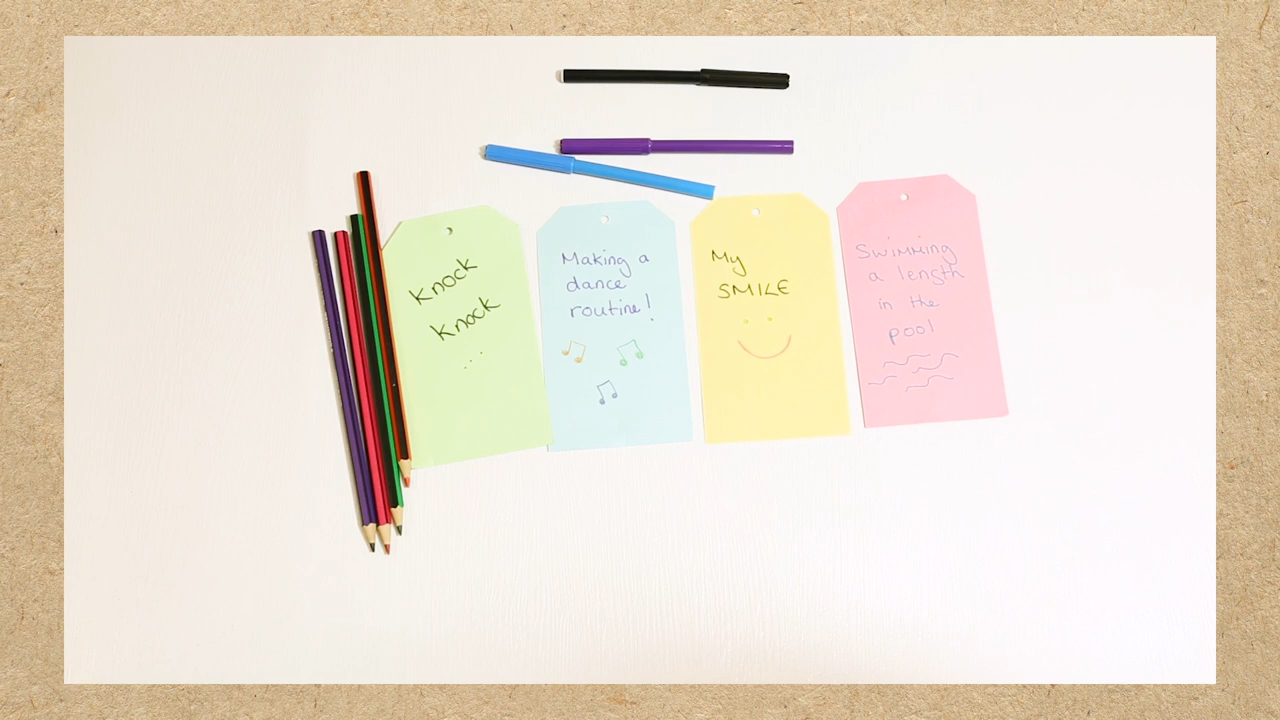 Knock
Knock
...
Making a
dance
routine!
My
SMILE
Swimming
a length
in the
pool